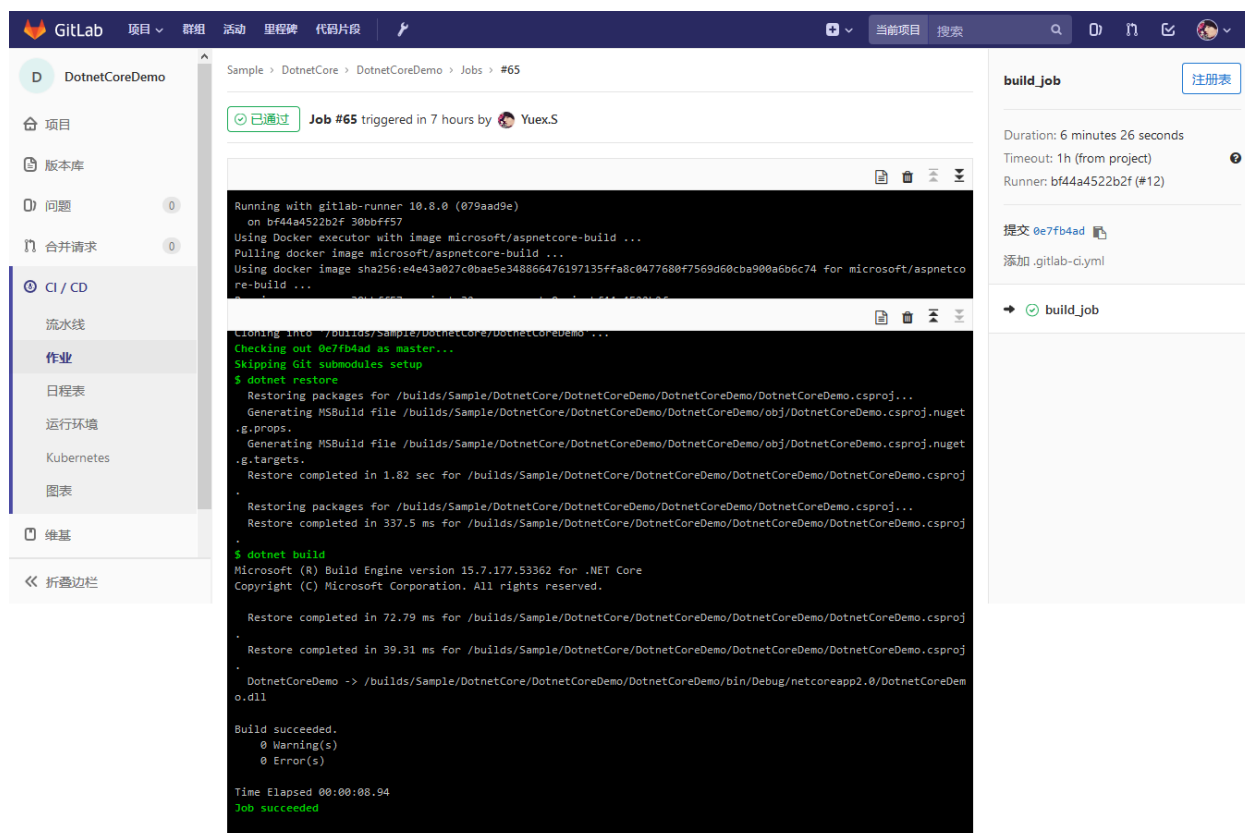 GitLab 项目 群组 活动 里程碑 代码片段 当前项目 搜索
D DotnetCoreDemo
项目
版本库
问题 0
合并请求 0
CI / CD
流水线
作业
日程表
运行环境
Kubernetes
图表
维基
折叠边栏
Sample > DotnetCore > DotnetCoreDemo > Jobs > #65
已通过 Job #65 triggered in 7 hours by Yuex.S
Running with gitlab-runner 10.8.0 (079aad9e)
on bf44a4522b2f 30bbff57
Using Docker executor with image microsoft/aspnetcore-build ...
Pulling docker image microsoft/aspnetcore-build ...
Using docker image sha256:e4e43a027c0bae5e348866476197135ffa8c0477680f7569d60cba900a6b6c74 for microsoft/aspnetco
re-build ...
Cloning into '/builds/Sample/DotnetCore/DotnetCoreDemo'...
Checking out 0e7fb4ad as master...
Skipping Git submodules setup
$ dotnet restore
Restoring packages for /builds/Sample/DotnetCore/DotnetCoreDemo/DotnetCoreDemo/DotnetCoreDemo.csproj...
Generating MSBuild file /builds/Sample/DotnetCore/DotnetCoreDemo/DotnetCoreDemo/obj/DotnetCoreDemo.csproj.nuget
.g.props.
Generating MSBuild file /builds/Sample/DotnetCore/DotnetCoreDemo/DotnetCoreDemo/obj/DotnetCoreDemo.csproj.nuget
.g.targets.
Restore completed in 1.82 sec for /builds/Sample/DotnetCore/DotnetCoreDemo/DotnetCoreDemo/DotnetCoreDemo.csproj
.
Restoring packages for /builds/Sample/DotnetCore/DotnetCoreDemo/DotnetCoreDemo/DotnetCoreDemo.csproj...
Restore completed in 337.5 ms for /builds/Sample/DotnetCore/DotnetCoreDemo/DotnetCoreDemo/DotnetCoreDemo.csproj
.
$ dotnet build
Microsoft (R) Build Engine version 15.7.177.53362 for .NET Core
Copyright (C) Microsoft Corporation. All rights reserved.
Restore completed in 72.79 ms for /builds/Sample/DotnetCore/DotnetCoreDemo/DotnetCoreDemo/DotnetCoreDemo.csproj
.
Restore completed in 39.31 ms for /builds/Sample/DotnetCore/DotnetCoreDemo/DotnetCoreDemo/DotnetCoreDemo.csproj
.
DotnetCoreDemo -> /builds/Sample/DotnetCore/DotnetCoreDemo/DotnetCoreDemo/bin/Debug/netcoreapp2.0/DotnetCoreDem
o.dll
Build succeeded.
0 Warning(s)
0 Error(s)
Time Elapsed 00:00:08.94
Job succeeded
build_job 注册表
Duration: 6 minutes 26 seconds
Timeout: 1h (from project)
Runner: bf44a4522b2f (#12)
提交 0e7fb4ad
添加 .gitlab-ci.yml
build_job